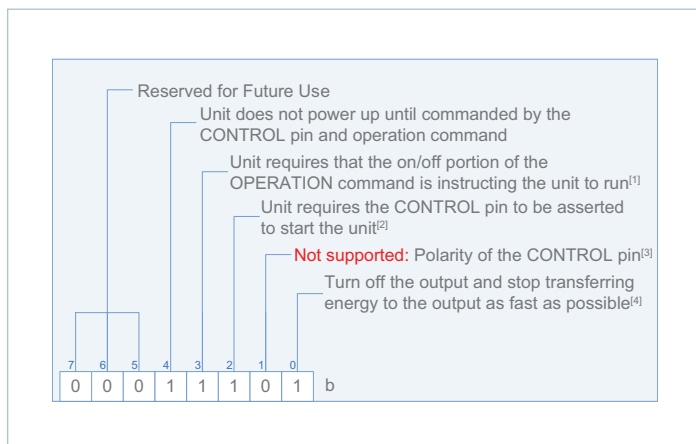 Reserved for Future Use
Unit does not power up until commanded by the
CONTROL pin and operation command
Unit requires that the on/off portion of the
OPERATION command is instructing the unit to run[1]
Unit requires the CONTROL pin to be asserted
to start the unit[2]
Not supported: Polarity of the CONTROL pin[3]
Turn off the output and stop transferring
energy to the output as fast as possible[4]
7 6 5 4 3 2 1 0
0 0 0 1 1 1 0 1 b